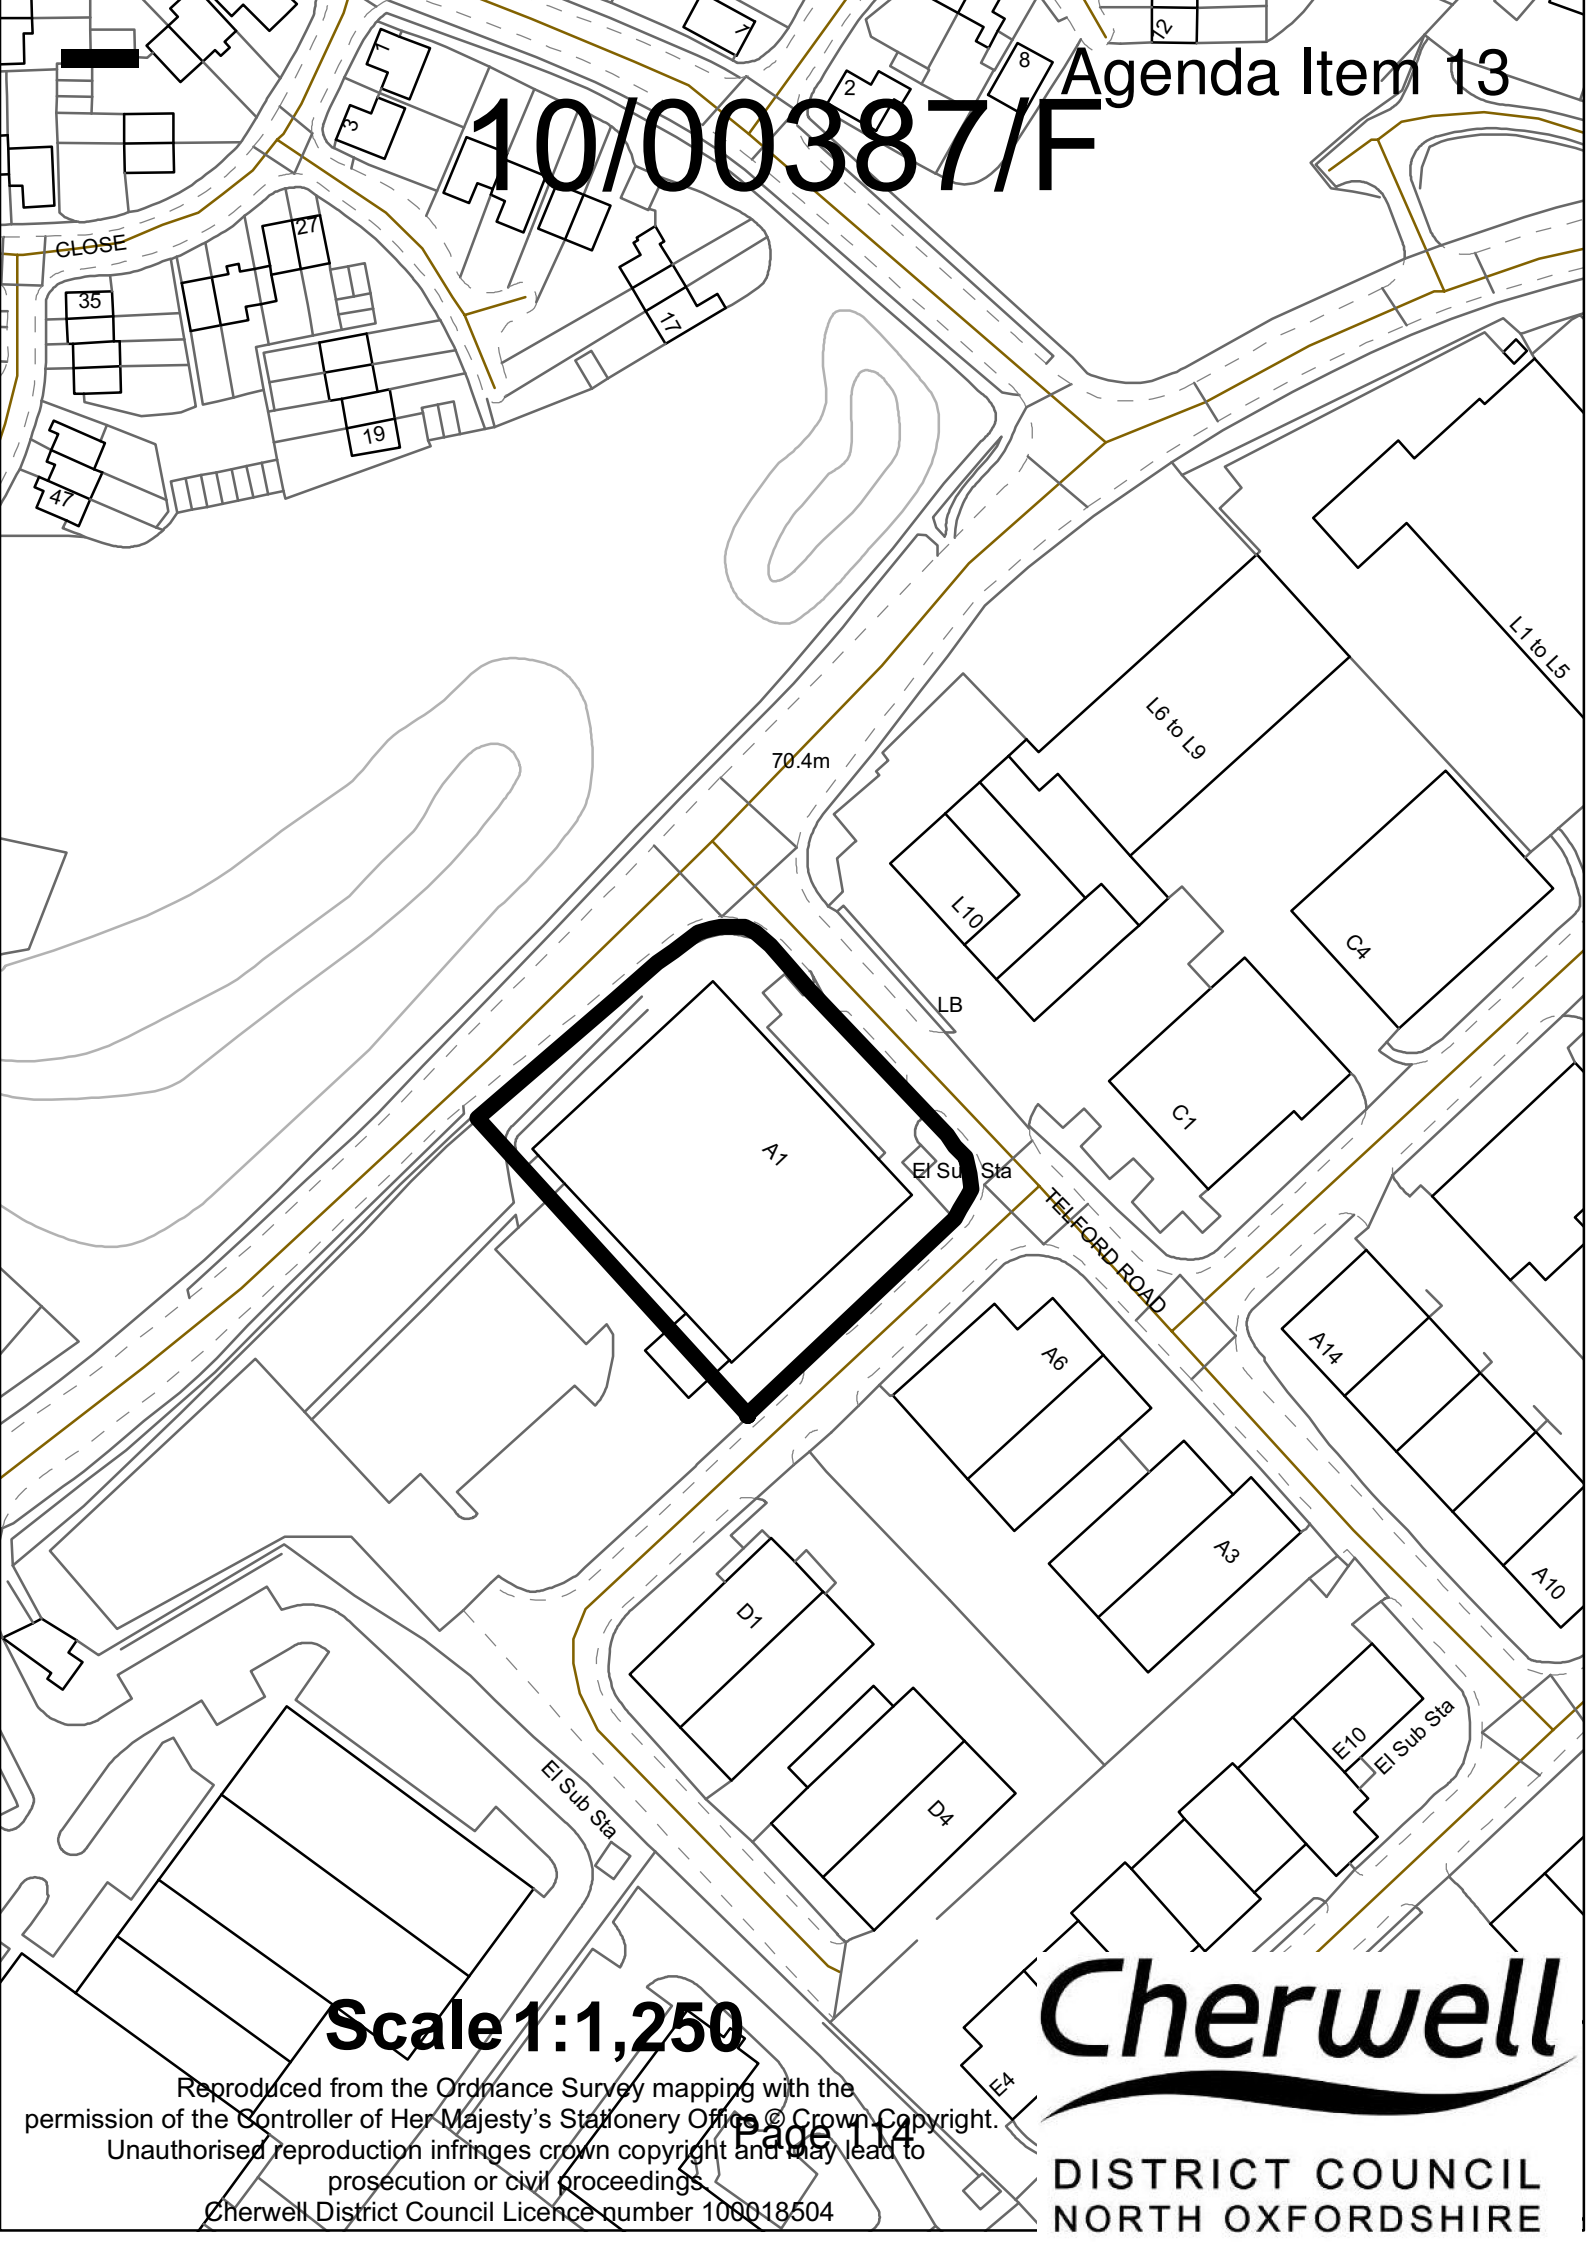 Agenda Item 13
10/00387/F
1
3
1
2
8
12
CLOSE
27
35
17
19
47
70.4m
L1 to L5
L6 to L9
L10
C4
LB
C1
A1
El Sub Sta
TELFORD ROAD
A6
A14
A3
A10
D1
D4
E10
El Sub Sta
El Sub Sta
E4
Scale 1:1,250
Reproduced from the Ordnance Survey mapping with the
permission of the Controller of Her Majesty's Stationery Office © Crown Copyright.
Unauthorised reproduction infringes crown copyright and may lead to
prosecution or civil proceedings.
Cherwell District Council Licence number 100018504
Page 114
Cherwell
DISTRICT COUNCIL
NORTH OXFORDSHIRE